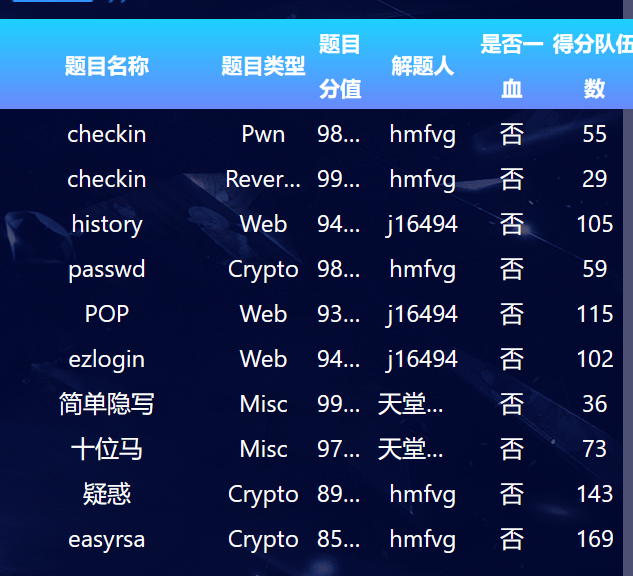 题目名称 题目类型 题目分值 解题人 是否一血 得分队伍数
checkin Pwn 98... hmfvg 否 55
checkin Rever... 99... hmfvg 否 29
history Web 94... j16494 否 105
passwd Crypto 98... hmfvg 否 59
POP Web 93... j16494 否 115
ezlogin Web 94... j16494 否 102
简单隐写 Misc 99... 天堂... 否 36
十位马 Misc 97... 天堂... 否 73
疑惑 Crypto 89... hmfvg 否 143
easyrsa Crypto 85... hmfvg 否 169